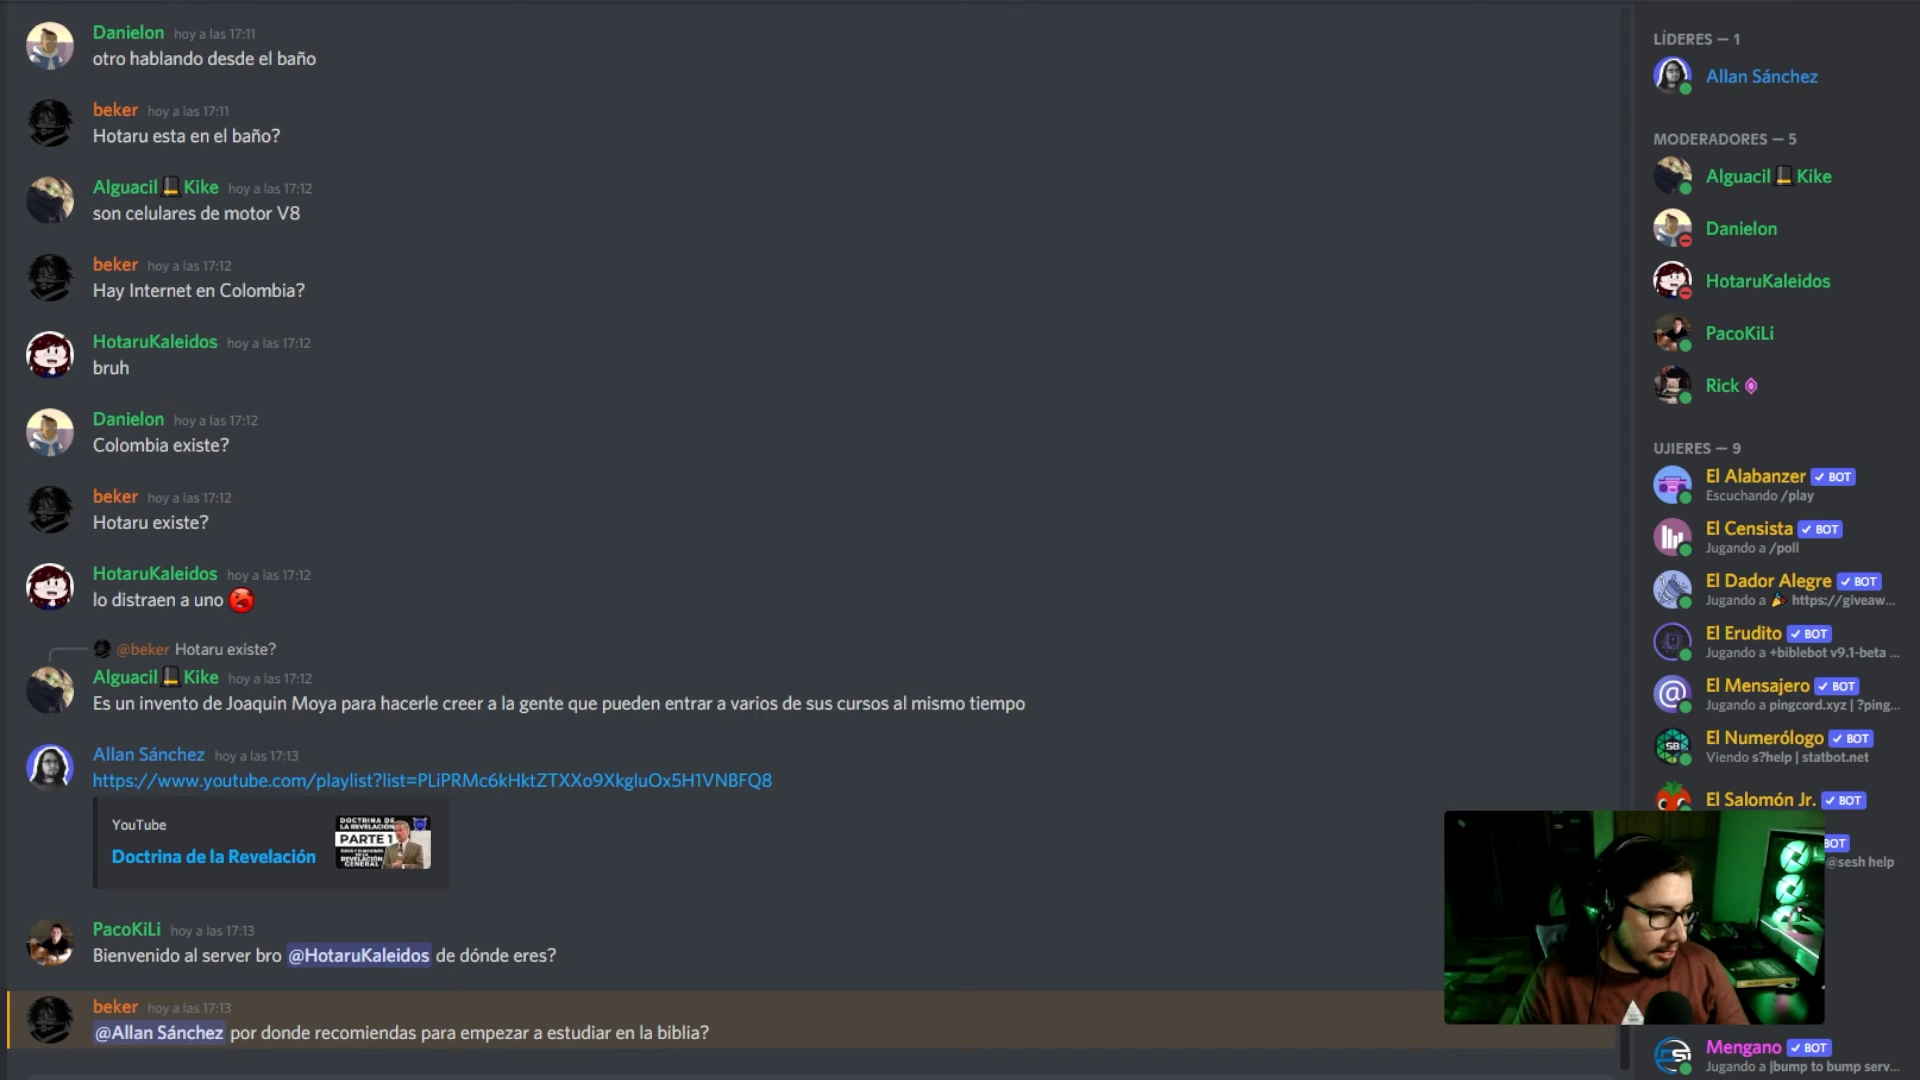 Danielon hoy a las 17:11
otro hablando desde el baño
beker hoy a las 17:11
Hotaru esta en el baño?
Alguacil Kike hoy a las 17:12
son celulares de motor V8
beker hoy a las 17:12
Hay Internet en Colombia?
HotaruKaleidos hoy a las 17:12
bruh
Danielon hoy a las 17:12
Colombia existe?
beker hoy a las 17:12
Hotaru existe?
HotaruKaleidos hoy a las 17:12
lo distraen a uno 😡
@beker Hotaru existe?
Alguacil Kike hoy a las 17:12
Es un invento de Joaquin Moya para hacerle creer a la gente que pueden entrar a varios de sus cursos al mismo tiempo
Allan Sánchez hoy a las 17:13
https://www.youtube.com/playlist?list=PLiPRMc6kHktZTXXo9XkgluOx5H1VNBFQ8
YouTube
Doctrina de la Revelación
DOCTRINA DE
LA REVELACIÓN
PARTE 1
REVELACIÓN
GENERAL
PacoKiLi hoy a las 17:13
Bienvenido al server bro @HotaruKaleidos de dónde eres?
beker hoy a las 17:13
@Allan Sánchez por donde recomiendas para empezar a estudiar en la biblia?
LÍDERES — 1
Allan Sánchez
MODERADORES — 5
Alguacil Kike
Danielon
HotaruKaleidos
PacoKiLi
Rick
UJIERES — 9
El Alabanzer ✓ BOT
Escuchando /play
El Censista ✓ BOT
Jugando a /poll
El Dador Alegre ✓ BOT
Jugando a 🎉 https://giveaw...
El Erudito ✓ BOT
Jugando a +biblebot v9.1-beta ...
El Mensajero ✓ BOT
Jugando a pingcord.xyz | ?ping...
El Numerólogo ✓ BOT
Viendo s?help | statbot.net
SB
El Salomón Jr. ✓ BOT
BOT
@sesh help
Mengano ✓ BOT
Jugando a |bump to bump serv...